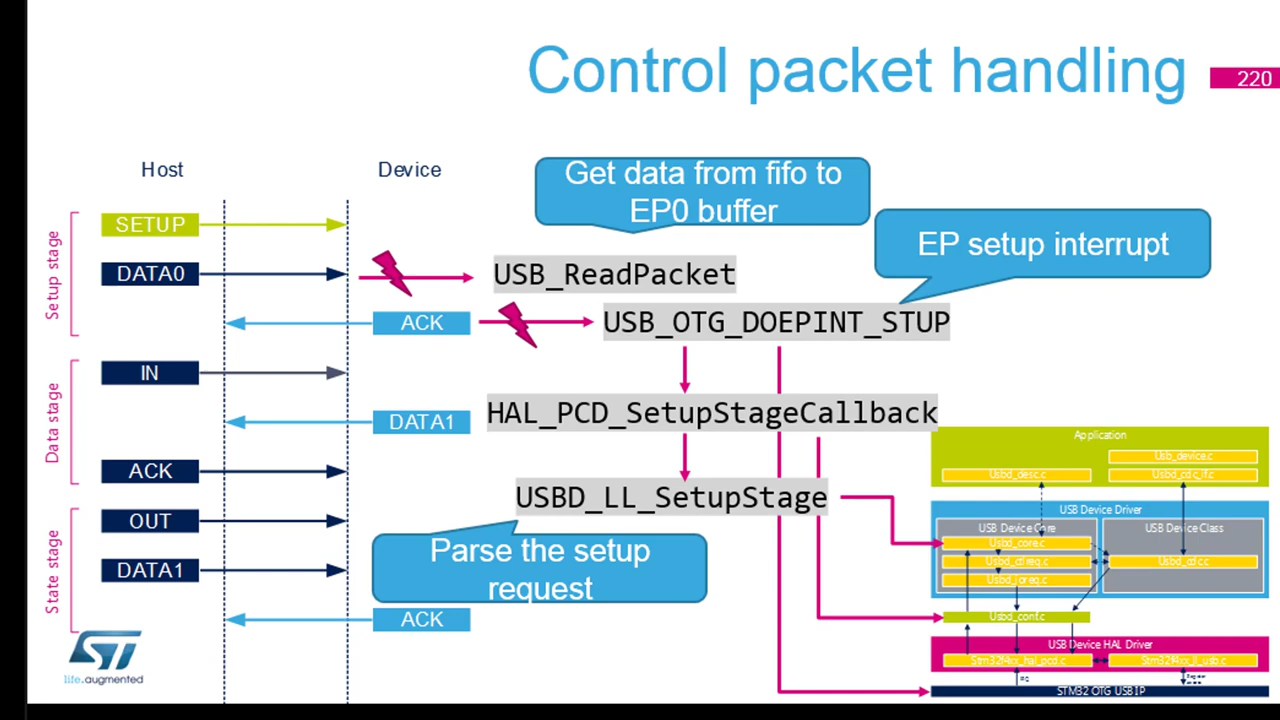 Control packet handling
220
Host
Device
Get data from fifo to
EP0 buffer
EP setup interrupt
Setup stage
SETUP
DATA0
USB_ReadPacket
ACK
USB_OTG_DOEPINT_STUP
Data stage
IN
DATA1
HAL_PCD_SetupStageCallback
ACK
USBD_LL_SetupStage
State stage
OUT
DATA1
Parse the setup
request
ACK
Application
Usb_device.c
Usbd_desc.c
Usbd_cdc_if.c
USB Device Driver
USB Device Core
USB Device Class
Usbd_core.c
Usbd_ctlreq.c
Usbd_cdc.c
Usbd_ioreq.c
Usbd_conf.c
USB Device HAL Driver
Stm32f4xx_hal_pcd.c
Stm32f4xx_ll_usb.c
STM32 OTG USB IP
ST
life.augmented